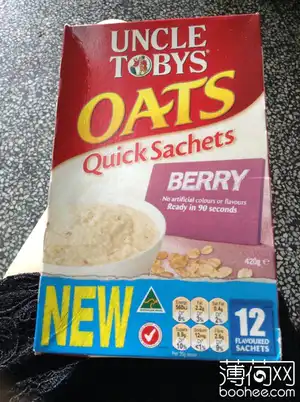 UNCLE
TOBYS
OATS
Quick Sachets
BERRY
No artificial colours or flavours
Ready in 90 seconds
420g
NEW
12
FLAVOURED
SACHETS
薄荷网
boohee.com